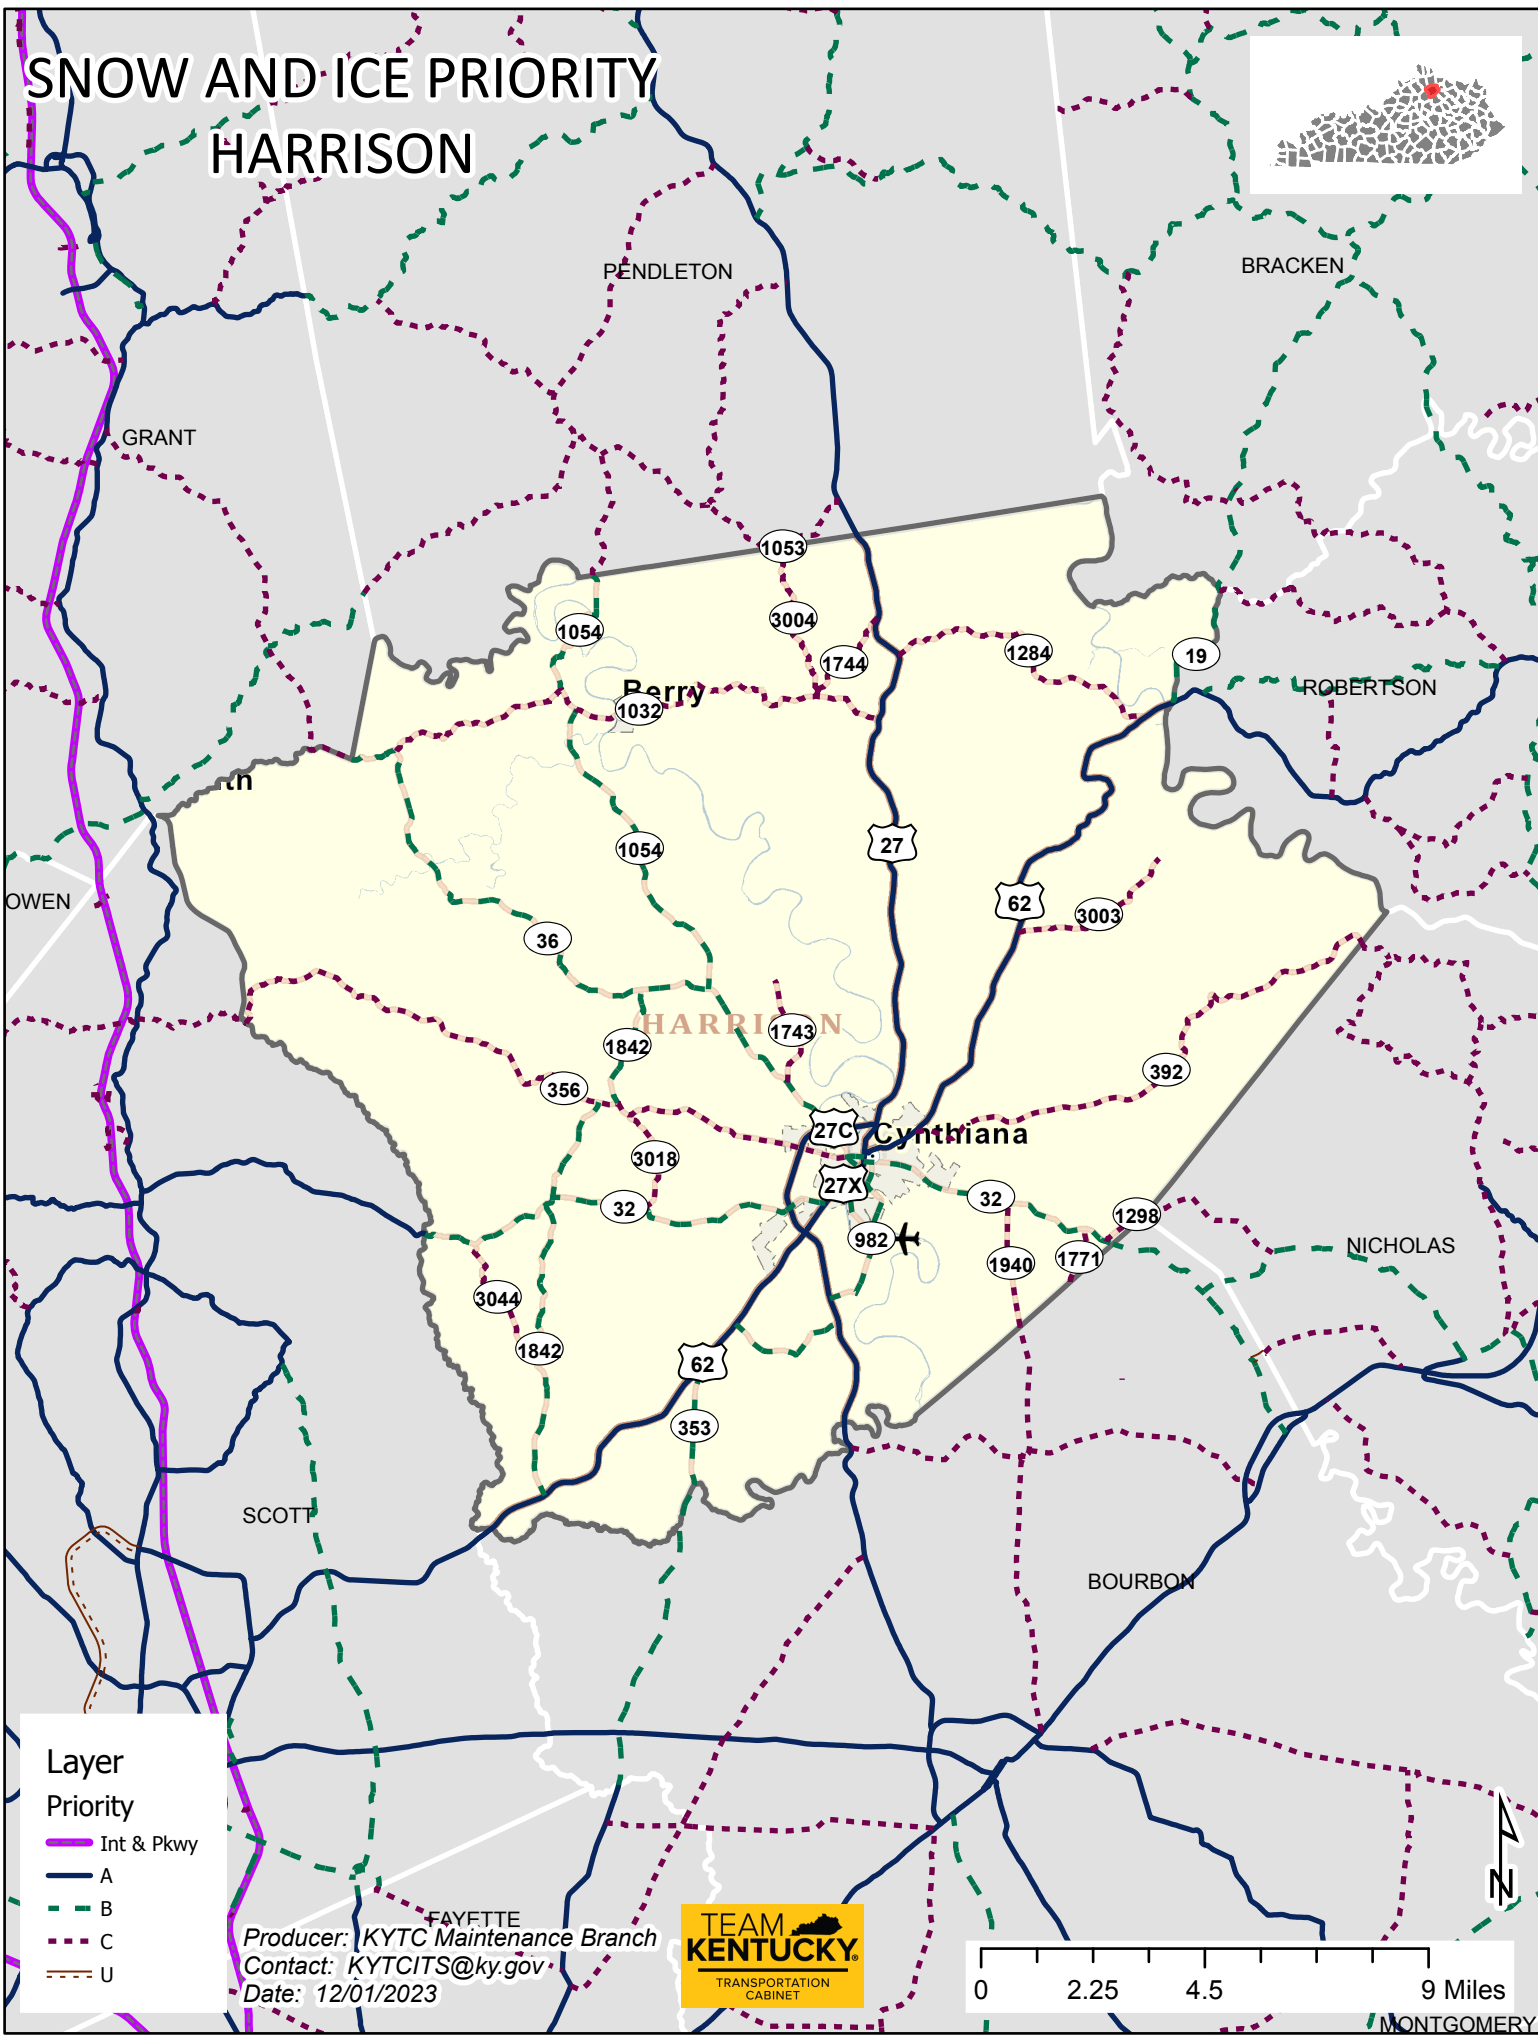 SNOW AND ICE PRIORITY
HARRISON
PENDLETON
BRACKEN
GRANT
1053
3004
1054
1744
1284
19
Berry
1032
ROBERTSON
tn
27
1054
62
OWEN
3003
36
HARRISON
1743
1842
356
392
27C
Cynthiana
3018
27X
32
32
1298
982
NICHOLAS
1940
1771
3044
1842
62
353
SCOTT
BOURBON
Layer
Priority
Int & Pkwy
A
B
C
U
FAYETTE
Producer: KYTC Maintenance Branch
Contact: KYTCITS@ky.gov
Date: 12/01/2023
TEAM
KENTUCKY®
TRANSPORTATION
CABINET
N
0 2.25 4.5 9 Miles
MONTGOMERY